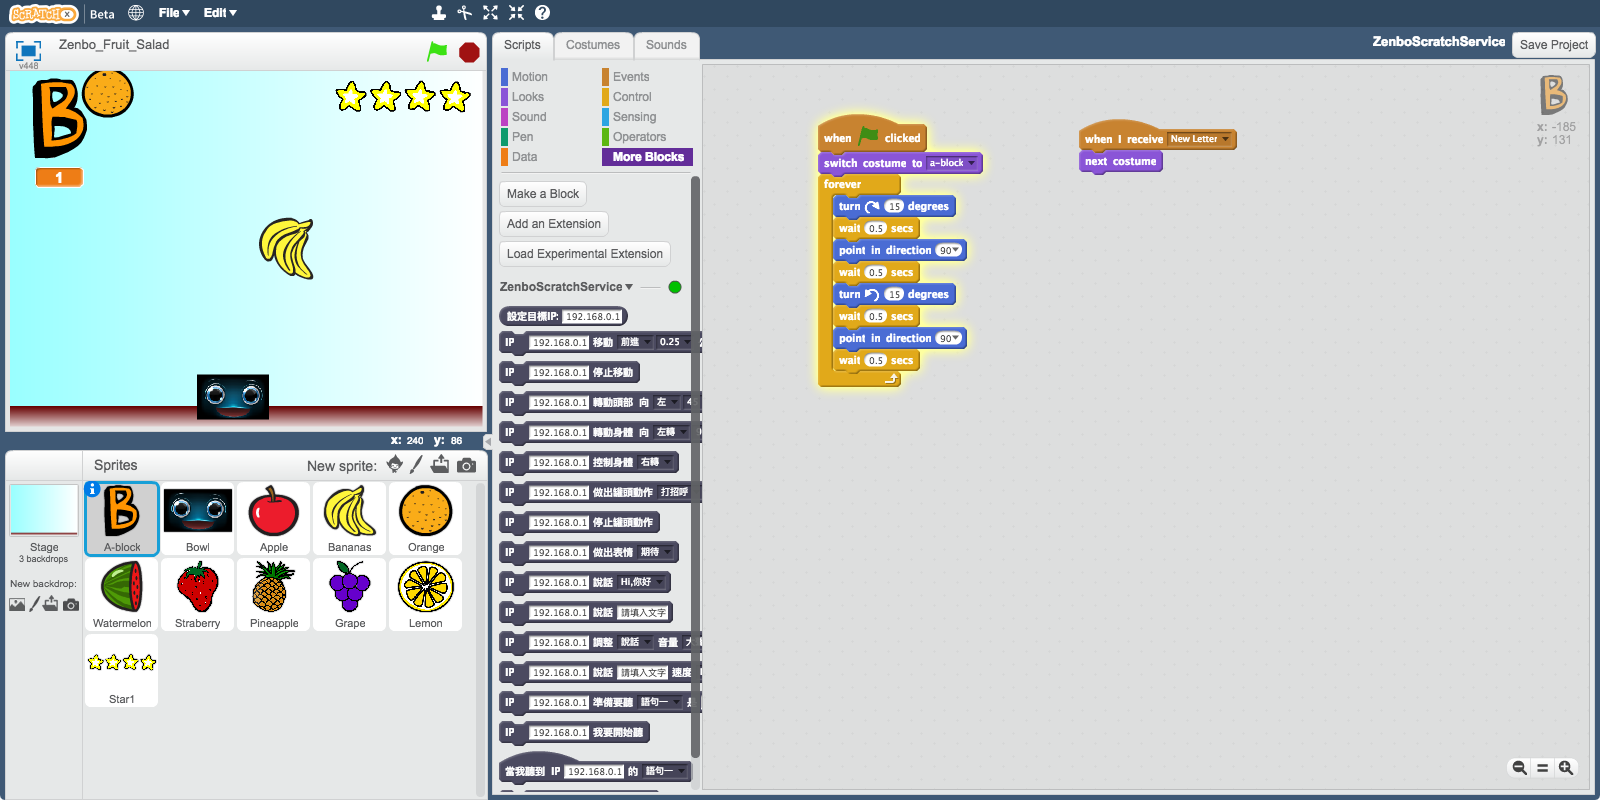 SCRATCHX Beta File Edit
Zenbo_Fruit_Salad
v448
B
1
x: 240 y: 86
Sprites New sprite:
Stage
3 backdrops
New backdrop:
B
A-block
Bowl
Apple
Bananas
Orange
Watermelon
Straberry
Pineapple
Grape
Lemon
Star1
Scripts Costumes Sounds
ZenboScratchService Save Project
Motion Events
Looks Control
Sound Sensing
Pen Operators
Data More Blocks
Make a Block
Add an Extension
Load Experimental Extension
ZenboScratchService
設定目標IP: 192.168.0.1
IP 192.168.0.1 移動 前進 0.25
IP 192.168.0.1 停止移動
IP 192.168.0.1 轉動頭部 向 左
IP 192.168.0.1 轉動身體 向 左轉
IP 192.168.0.1 控制身體 右轉
IP 192.168.0.1 做出罐頭動作 打招呼
IP 192.168.0.1 停止罐頭動作
IP 192.168.0.1 做出表情 期待
IP 192.168.0.1 說話 Hi,你好
IP 192.168.0.1 說話 請填入文字
IP 192.168.0.1 調整 說話 音量 大
IP 192.168.0.1 說話 請填入文字 速度
IP 192.168.0.1 準備要聽 語句一
IP 192.168.0.1 我要開始聽
當我聽到 IP 192.168.0.1 的 語句一
when clicked
switch costume to a-block
forever
turn 15 degrees
wait 0.5 secs
point in direction 90
wait 0.5 secs
turn 15 degrees
wait 0.5 secs
point in direction 90
wait 0.5 secs
when I receive New Letter
next costume
B
x: -185
y: 131